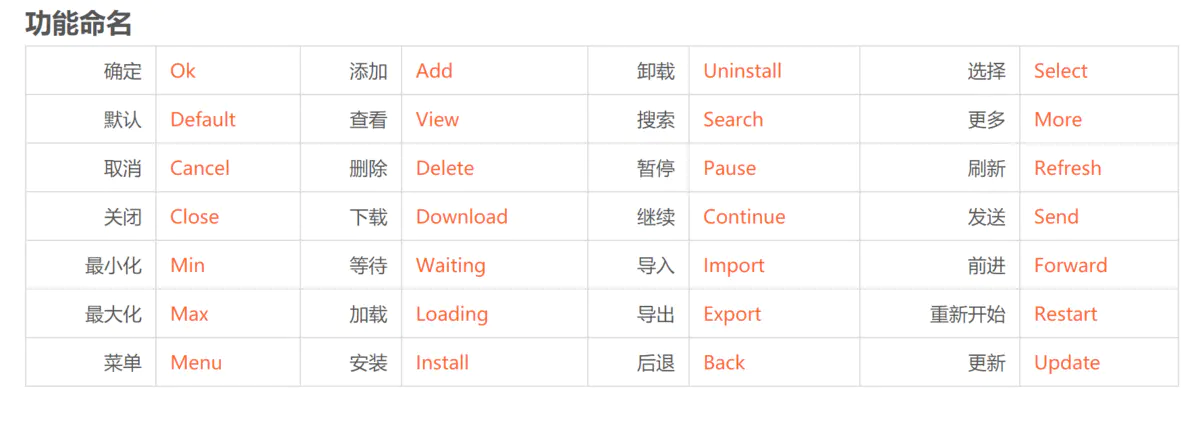 功能命名
确定 Ok 添加 Add 卸载 Uninstall 选择 Select
默认 Default 查看 View 搜索 Search 更多 More
取消 Cancel 删除 Delete 暂停 Pause 刷新 Refresh
关闭 Close 下载 Download 继续 Continue 发送 Send
最小化 Min 等待 Waiting 导入 Import 前进 Forward
最大化 Max 加载 Loading 导出 Export 重新开始 Restart
菜单 Menu 安装 Install 后退 Back 更新 Update